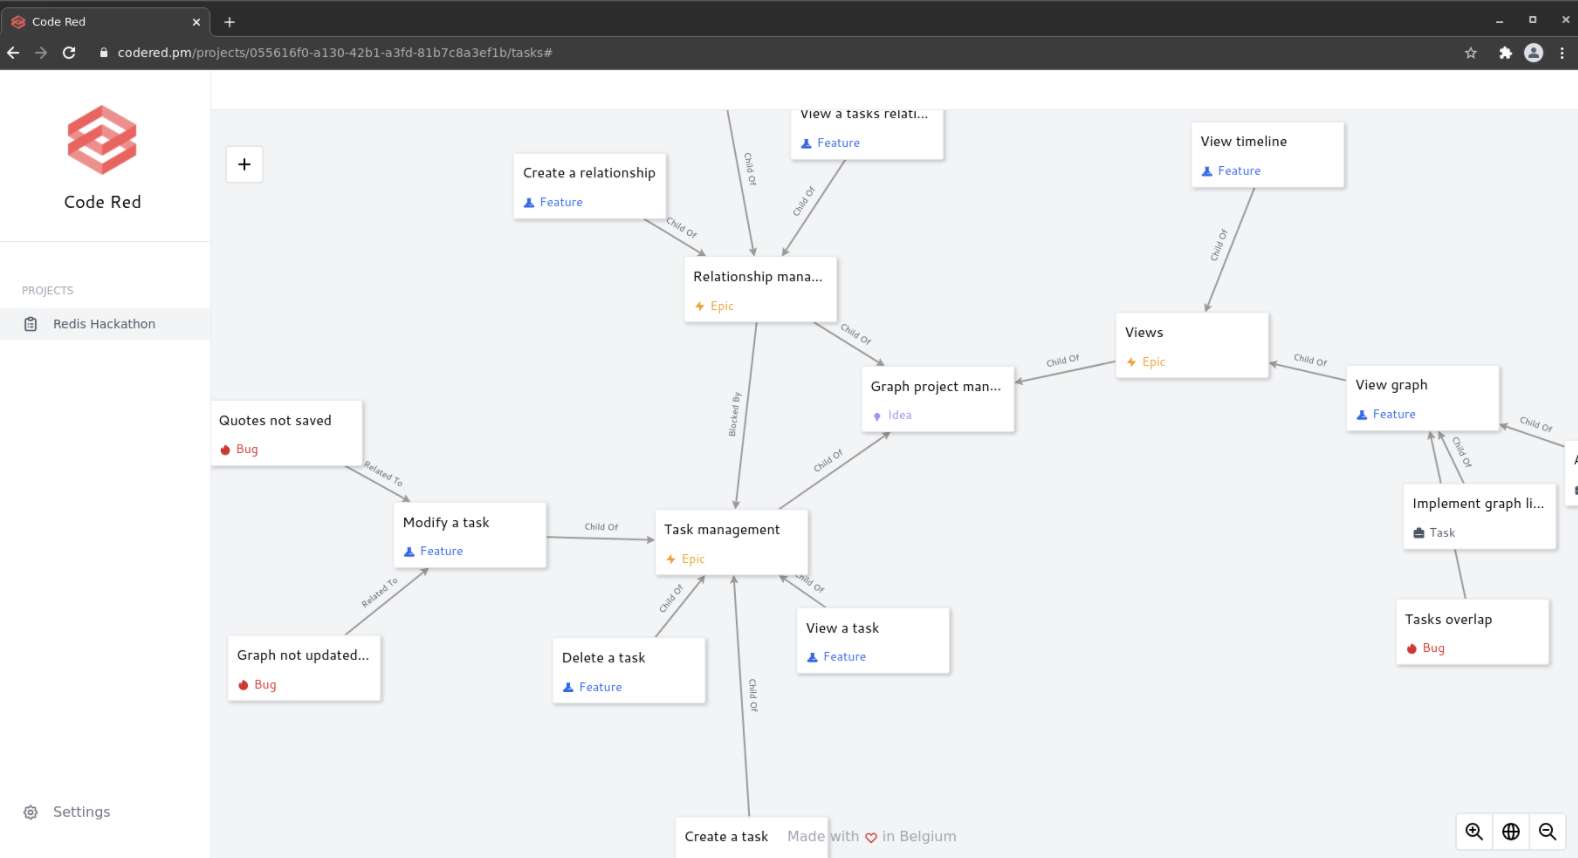 Code Red
codered.pm/projects/055616f0-a130-42b1-a3fd-81b7c8a3ef1b/tasks#
Code Red
PROJECTS
Redis Hackathon
Settings
View a tasks relati...
Feature
Create a relationship
Feature
View timeline
Feature
Child Of
Child Of
Child Of
Child Of
Relationship mana...
Epic
Child Of
Views
Epic
Child Of
Child Of
Graph project man...
Idea
View graph
Feature
Blocked By
Quotes not saved
Bug
Child Of
Child Of
Child Of
Related To
Implement graph li...
Task
Modify a task
Feature
Child Of
Task management
Epic
Related To
Child Of
Child Of
Tasks overlap
Bug
View a task
Feature
Graph not updated...
Bug
Delete a task
Feature
Child Of
Create a task
Made with in Belgium